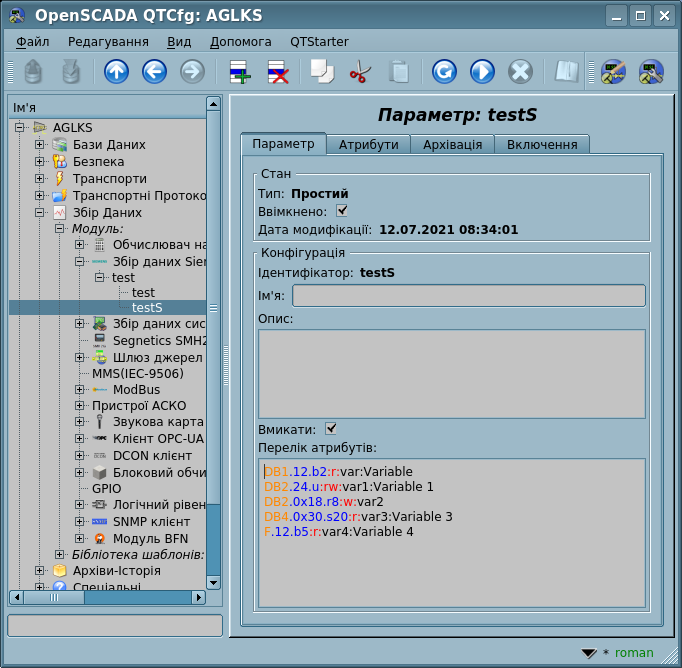 OpenSCADA QTCfg: AGLKS
Файл Редагування Вид Допомога QTStarter
Ім'я
AGLKS
Бази Даних
Безпека
Транспорти
Транспортні Протоко
Збір Даних
Модуль:
Обчислювач на
Збір даних Sier
test
test
testS
Збір даних сис
Segnetics SMH2
Шлюз джерел
MMS(IEC-9506)
ModBus
Пристрої АСКО
Звукова карта
Клієнт OPC-UA
DCON клієнт
Блоковий обчи
GPIO
Логічний рівен
SNMP клієнт
Модуль BFN
Бібліотека шаблонів:
Архіви-Історія
Спеціальні
Параметр: testS
Параметр Атрибути Архівація Включення
Стан
Тип: Простий
Ввімкнено:
Дата модифікації: 12.07.2021 08:34:01
Конфігурація
Ідентифікатор: testS
Ім'я:
Опис:
Вмикати:
Перелік атрибутів:
DB1.12.b2:r:var:Variable
DB2.24.u:rw:var1:Variable 1
DB2.0x18.r8:w:var2
DB4.0x30.s20:r:var3:Variable 3
F.12.b5:r:var4:Variable 4
* roman